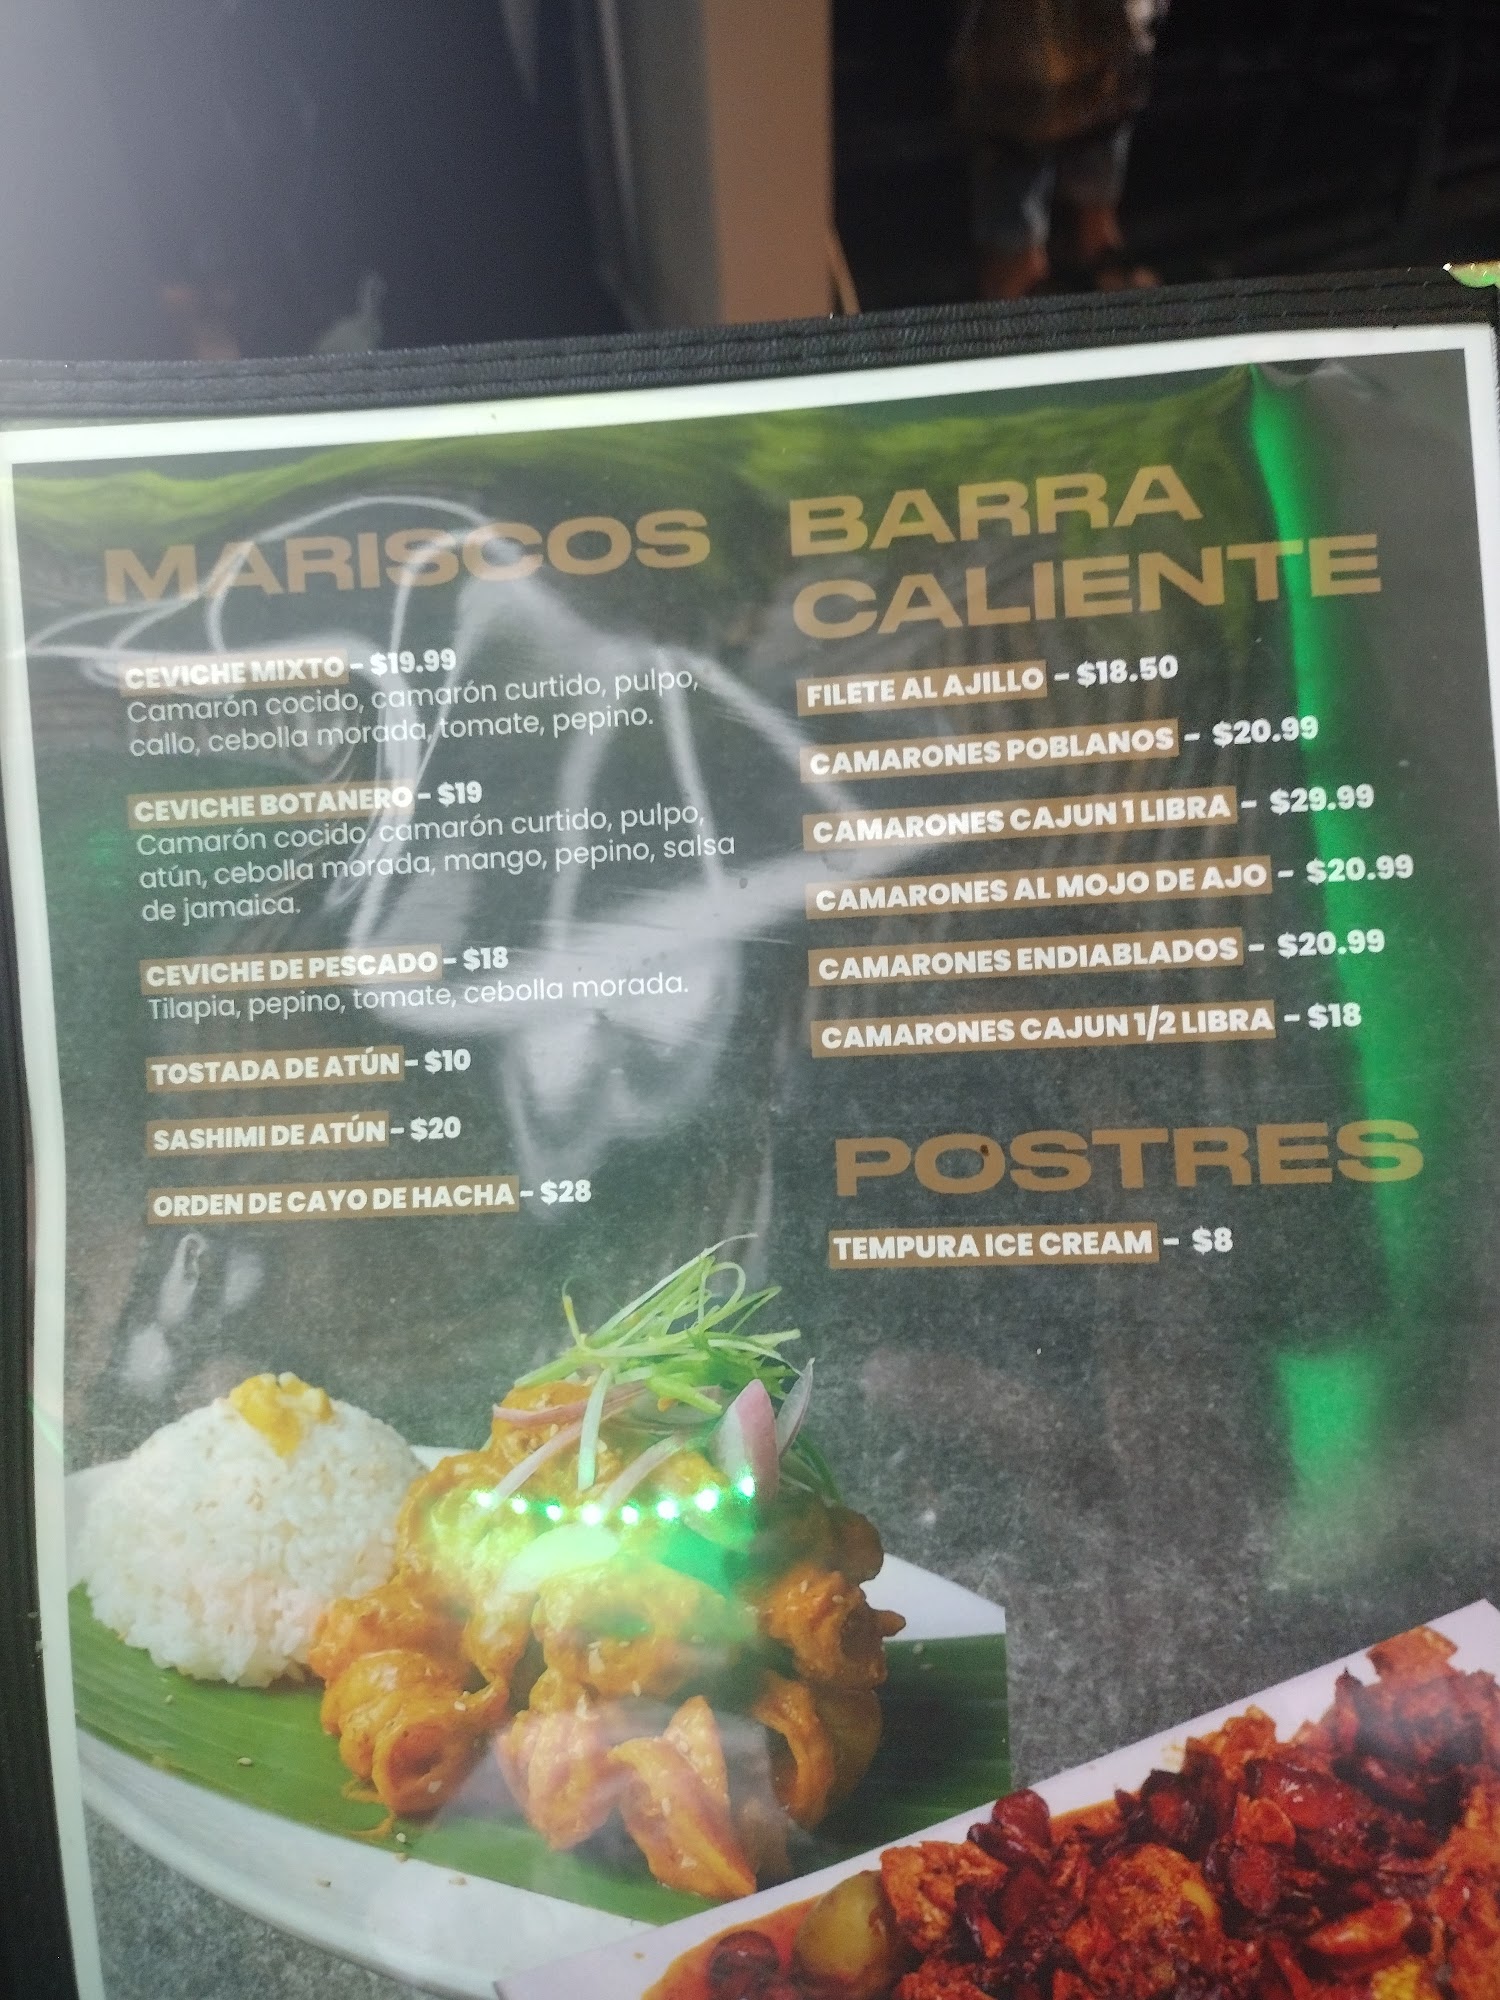 MARISCOS
CEVICHE MIXTO - $19.99
Camarón cocido, camarón curtido, pulpo,
callo, cebolla morada, tomate, pepino.
CEVICHE BOTANERO - $19
Camarón cocido, camarón curtido, pulpo,
atún, cebolla morada, mango, pepino, salsa
de jamaica.
CEVICHE DE PESCADO - $18
Tilapia, pepino, tomate, cebolla morada.
TOSTADA DE ATÚN - $10
SASHIMI DE ATÚN - $20
ORDEN DE CAYO DE HACHA - $28
BARRA
CALIENTE
FILETE AL AJILLO - $18.50
CAMARONES POBLANOS - $20.99
CAMARONES CAJUN 1 LIBRA - $29.99
CAMARONES AL MOJO DE AJO - $20.99
CAMARONES ENDIABLADOS - $20.99
CAMARONES CAJUN 1/2 LIBRA - $18
POSTRES
TEMPURA ICE CREAM - $8